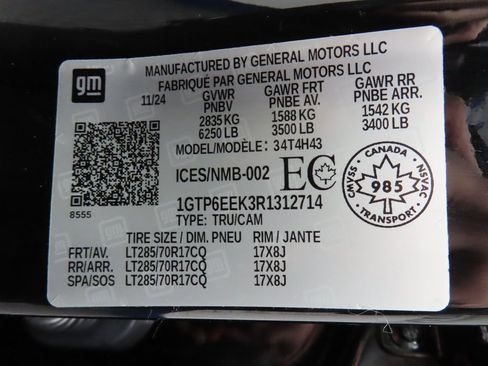 MANUFACTURED BY GENERAL MOTORS LLC
FABRIQUÉ PAR GENERAL MOTORS LLC
gm
11/24
GVWR GAWR FRT GAWR RR
PNBV PNBE AV. PNBE ARR.
2835 KG 1588 KG 1542 KG
6250 LB 3500 LB 3400 LB
MODEL/MODÈLE: 34T4H43
8555
ICES/NMB-002 EC
CANADA
CMVSS 985 NSVAC
TRANSPORT
1GTP6EEK3R1312714
TYPE: TRU/CAM
TIRE SIZE / DIM. PNEU RIM / JANTE
FRT/AV. LT285/70R17CQ 17X8J
RR/ARR. LT285/70R17CQ 17X8J
SPA/SOS LT285/70R17CQ 17X8J